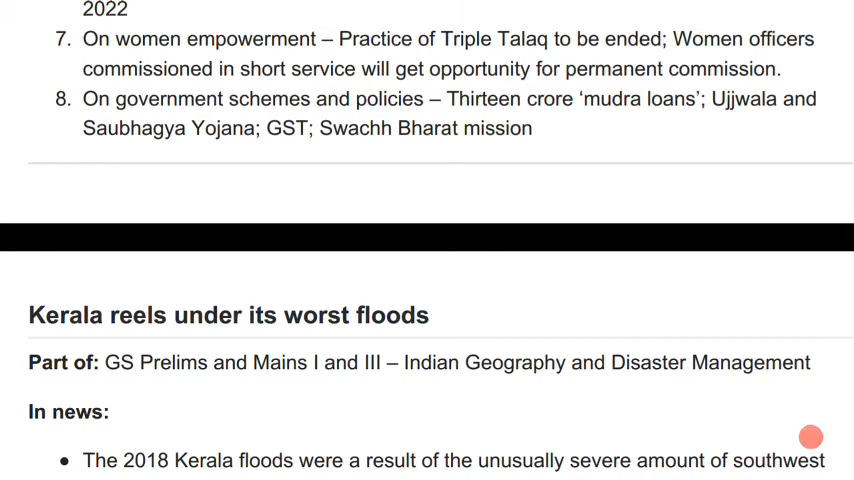 2022
7. On women empowerment – Practice of Triple Talaq to be ended; Women officers
commissioned in short service will get opportunity for permanent commission.
8. On government schemes and policies – Thirteen crore ‘mudra loans’; Ujjwala and
Saubhagya Yojana; GST; Swachh Bharat mission
Kerala reels under its worst floods
Part of: GS Prelims and Mains I and III – Indian Geography and Disaster Management
In news:
● The 2018 Kerala floods were a result of the unusually severe amount of southwest